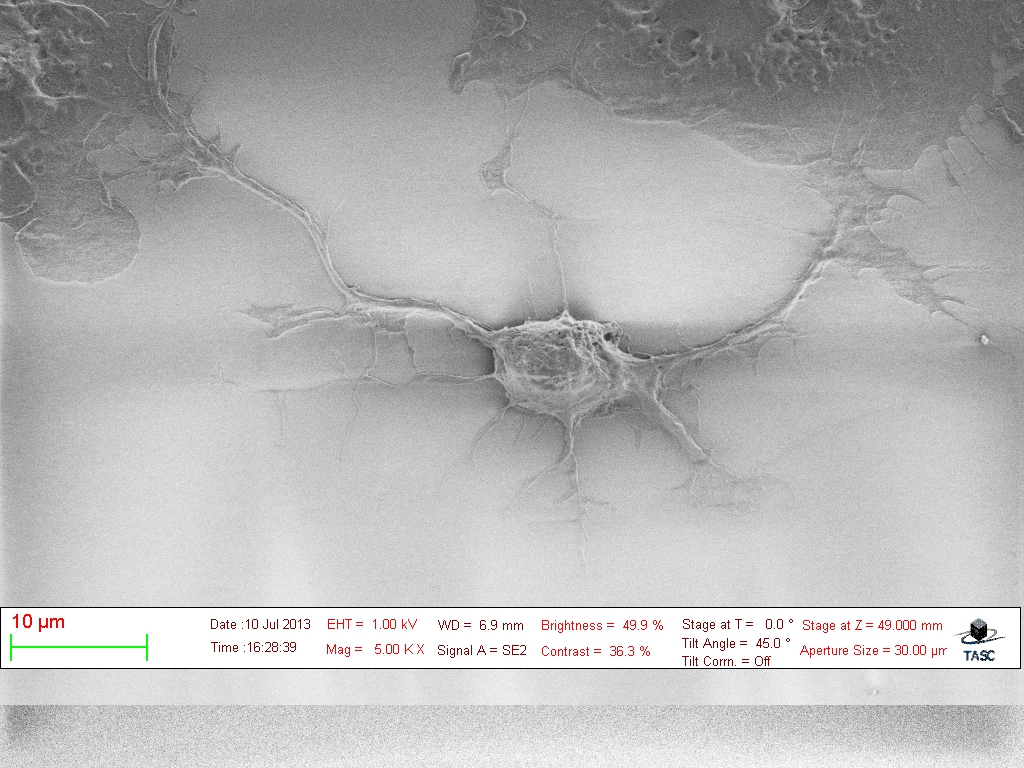 10 µm
Date :10 Jul 2013
Time :16:28:39
EHT = 1.00 kV
Mag = 5.00 K X
WD = 6.9 mm
Signal A = SE2
Brightness = 49.9 %
Contrast = 36.3 %
Stage at T = 0.0 °
Tilt Angle = 45.0 °
Tilt Corrn. = Off
Stage at Z = 49.000 mm
Aperture Size = 30.00 µm
TASC